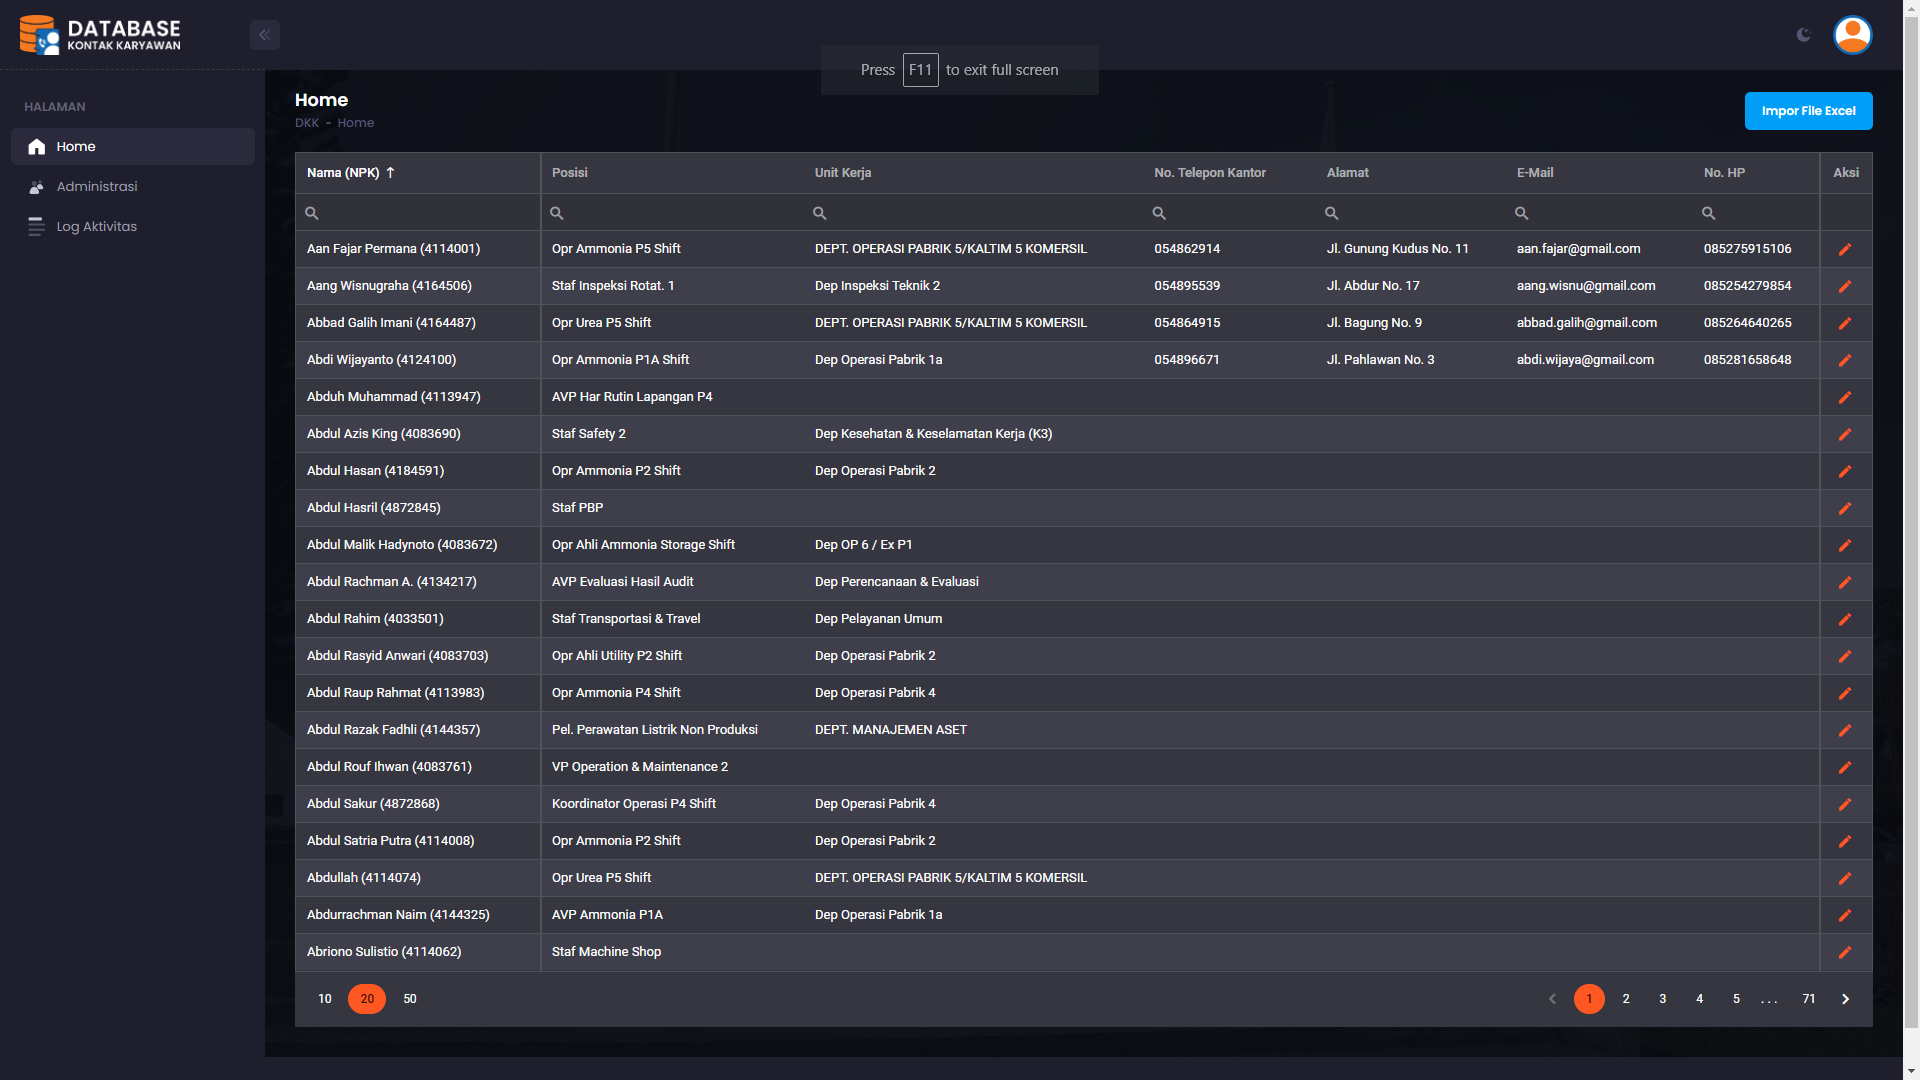 DATABASE
KONTAK KARYAWAN
Press F11 to exit full screen
HALAMAN
Home
Administrasi
Log Aktivitas
Home
DKK - Home
Impor File Excel
Nama (NPK) Posisi Unit Kerja No. Telepon Kantor Alamat E-Mail No. HP Aksi
Aan Fajar Permana (4114001) Opr Ammonia P5 Shift DEPT. OPERASI PABRIK 5/KALTIM 5 KOMERSIL 054862914 Jl. Gunung Kudus No. 11 aan.fajar@gmail.com 085275915106
Aang Wisnugraha (4164506) Staf Inspeksi Rotat. 1 Dep Inspeksi Teknik 2 054895539 Jl. Abdur No. 17 aang.wisnu@gmail.com 085254279854
Abbad Galih Imani (4164487) Opr Urea P5 Shift DEPT. OPERASI PABRIK 5/KALTIM 5 KOMERSIL 054864915 Jl. Bagung No. 9 abbad.galih@gmail.com 085264640265
Abdi Wijayanto (4124100) Opr Ammonia P1A Shift Dep Operasi Pabrik 1a 054896671 Jl. Pahlawan No. 3 abdi.wijaya@gmail.com 085281658648
Abduh Muhammad (4113947) AVP Har Rutin Lapangan P4
Abdul Azis King (4083690) Staf Safety 2 Dep Kesehatan & Keselamatan Kerja (K3)
Abdul Hasan (4184591) Opr Ammonia P2 Shift Dep Operasi Pabrik 2
Abdul Hasril (4872845) Staf PBP
Abdul Malik Hadynoto (4083672) Opr Ahli Ammonia Storage Shift Dep OP 6 / Ex P1
Abdul Rachman A. (4134217) AVP Evaluasi Hasil Audit Dep Perencanaan & Evaluasi
Abdul Rahim (4033501) Staf Transportasi & Travel Dep Pelayanan Umum
Abdul Rasyid Anwari (4083703) Opr Ahli Utility P2 Shift Dep Operasi Pabrik 2
Abdul Raup Rahmat (4113983) Opr Ammonia P4 Shift Dep Operasi Pabrik 4
Abdul Razak Fadhli (4144357) Pel. Perawatan Listrik Non Produksi DEPT. MANAJEMEN ASET
Abdul Rouf Ihwan (4083761) VP Operation & Maintenance 2
Abdul Sakur (4872868) Koordinator Operasi P4 Shift Dep Operasi Pabrik 4
Abdul Satria Putra (4114008) Opr Ammonia P2 Shift Dep Operasi Pabrik 2
Abdullah (4114074) Opr Urea P5 Shift DEPT. OPERASI PABRIK 5/KALTIM 5 KOMERSIL
Abdurrachman Naim (4144325) AVP Ammonia P1A Dep Operasi Pabrik 1a
Abriono Sulistio (4114062) Staf Machine Shop
10 20 50 1 2 3 4 5 . . . 71